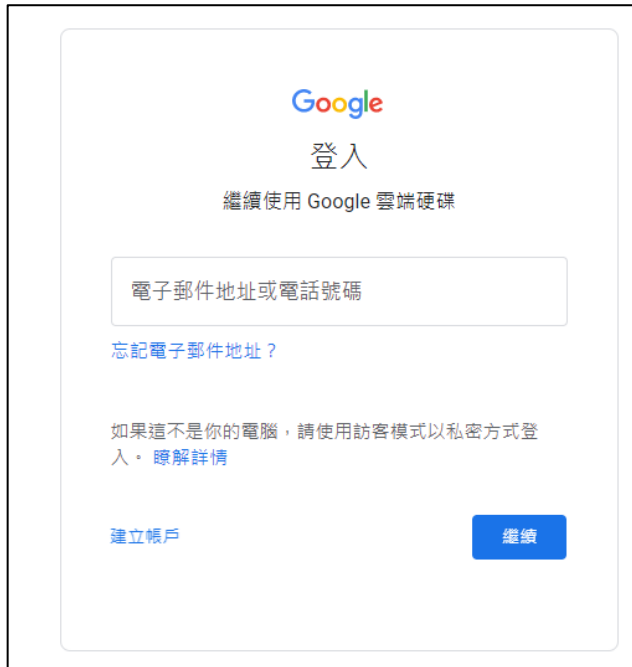 Google
登入
繼續使用 Google 雲端硬碟
電子郵件地址或電話號碼
忘記電子郵件地址？
如果這不是你的電腦，請使用訪客模式以私密方式登
入。 瞭解詳情
建立帳戶
繼續